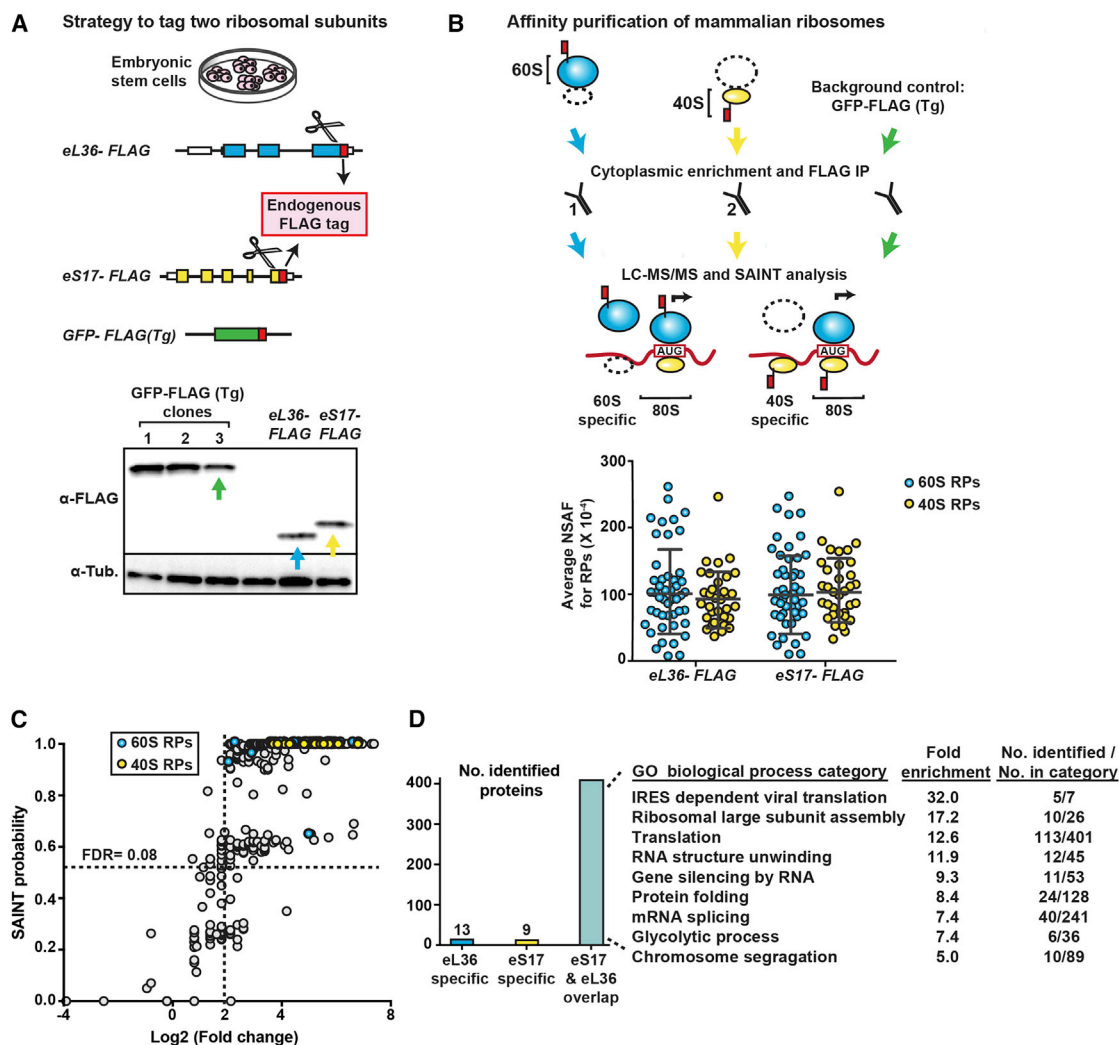 A
Strategy to tag two ribosomal subunits
Embryonic
stem cells
eL36- FLAG
Endogenous
FLAG tag
eS17- FLAG
GFP- FLAG(Tg)
GFP-FLAG (Tg)
clones
1 2 3
eL36-
FLAG
eS17-
FLAG
α-FLAG
α-Tub.
B
Affinity purification of mammalian ribosomes
60S
40S
Background control:
GFP-FLAG (Tg)
Cytoplasmic enrichment and FLAG IP
1
2
LC-MS/MS and SAINT analysis
AUG
AUG
60S
specific
80S
40S
specific
80S
Average NSAF
for RPs (X 10⁻⁴)
300
200
100
0
60S RPs
40S RPs
eL36- FLAG
eS17- FLAG
C
60S RPs
40S RPs
SAINT probability
1.0
0.8
0.6
0.4
0.2
0.0
FDR= 0.08
-4 -2 0 2 4 6 8
Log2 (Fold change)
D
No. identified
proteins
400
300
200
100
0
13
9
eL36
specific
eS17
specific
eS17
& eL36
overlap
GO biological process category Fold enrichment No. identified / No. in category
IRES dependent viral translation 32.0 5/7
Ribosomal large subunit assembly 17.2 10/26
Translation 12.6 113/401
RNA structure unwinding 11.9 12/45
Gene silencing by RNA 9.3 11/53
Protein folding 8.4 24/128
mRNA splicing 7.4 40/241
Glycolytic process 7.4 6/36
Chromosome segregation 5.0 10/89